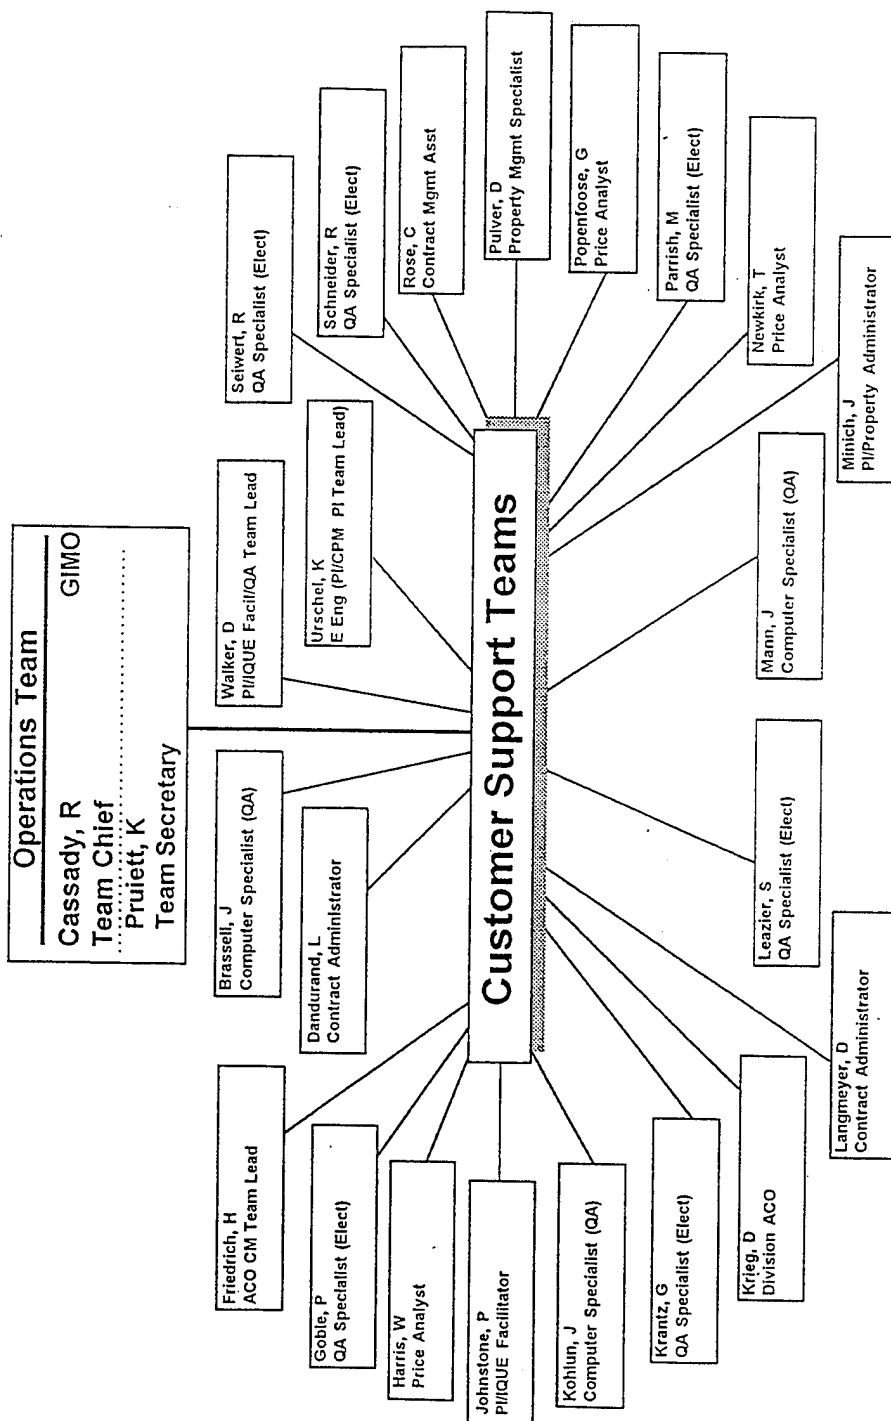 Operations Team
Cassady, R GIMO
Team Chief
Pruiett, K
Team Secretary
Friedrich, H
ACO CM Team Lead
Brassell, J
Computer Specialist (QA)
Walker, D
PI/IQUE Facil/QA Team Lead
Seiwert, R
QA Specialist (Elect)
Goble, P
QA Specialist (Elect)
Dandurand, L
Contract Administrator
Urschel, K
E Eng (PI/CPM PI Team Lead)
Schneider, R
QA Specialist (Elect)
Harris, W
Price Analyst
Rose, C
Contract Mgmt Asst
Johnstone, P
PI/IQUE Facilitator
Customer Support Teams
Pulver, D
Property Mgmt Specialist
Kohlun, J
Computer Specialist (QA)
Popenfoose, G
Price Analyst
Krantz, G
QA Specialist (Elect)
Parrish, M
QA Specialist (Elect)
Krieg, D
Division ACO
Leazier, S
QA Specialist (Elect)
Mann, J
Computer Specialist (QA)
Newkirk, T
Price Analyst
Langmeyer, D
Contract Administrator
Minich, J
PI/Property Administrator